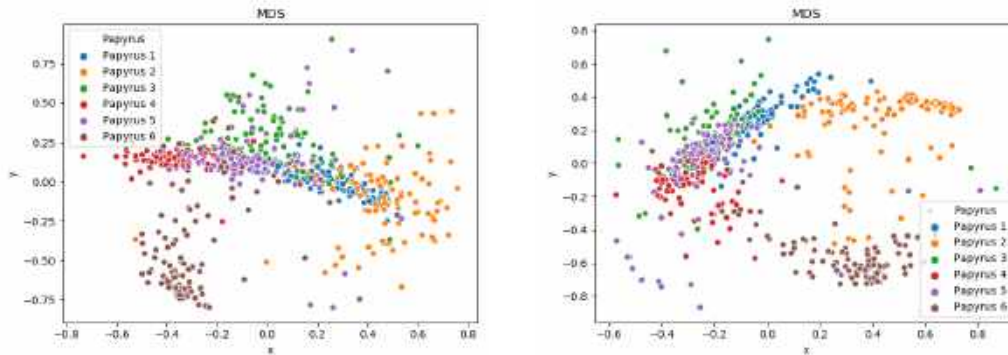 MDS
Papyrus
Papyrus 1
Papyrus 2
Papyrus 3
Papyrus 4
Papyrus 5
Papyrus 6
0.75
0.50
0.25
0.00
−0.25
−0.50
−0.75
y
−0.8 −0.6 −0.4 −0.2 0.0 0.2 0.4 0.6 0.8
x
MDS
0.8
0.6
0.4
0.2
0.0
−0.2
−0.4
−0.6
−0.8
y
Papyrus
Papyrus 1
Papyrus 2
Papyrus 3
Papyrus 4
Papyrus 5
Papyrus 6
−0.6 −0.4 −0.2 0.0 0.2 0.4 0.6 0.8
x